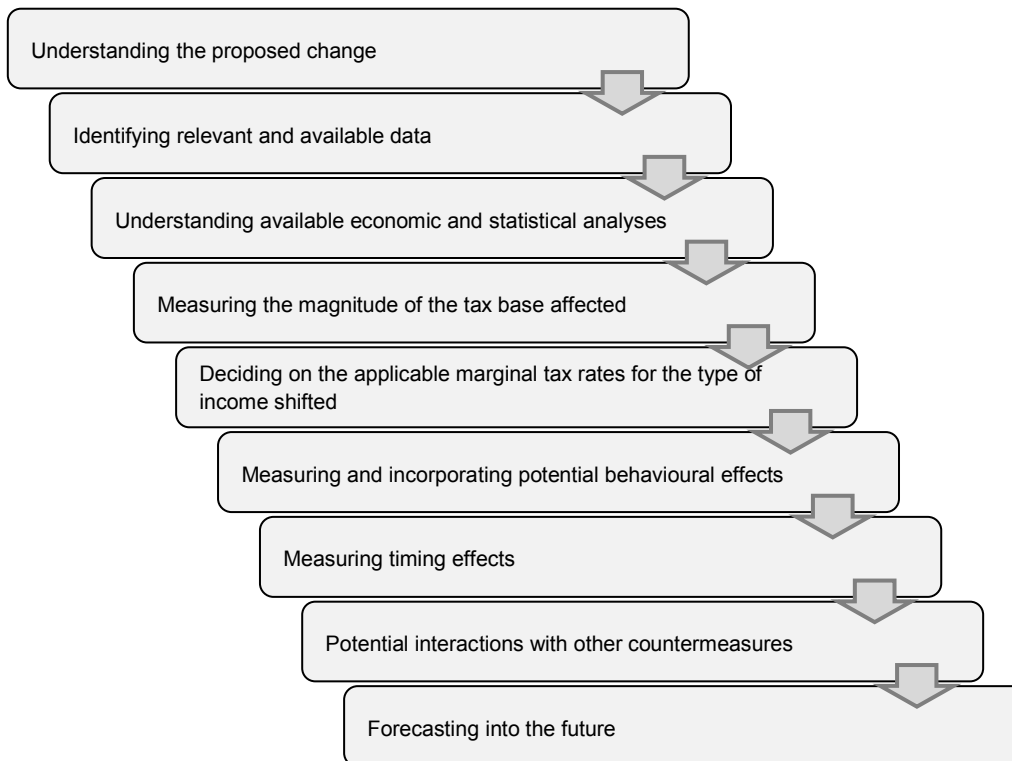 Understanding the proposed change
Identifying relevant and available data
Understanding available economic and statistical analyses
Measuring the magnitude of the tax base affected
Deciding on the applicable marginal tax rates for the type of
income shifted
Measuring and incorporating potential behavioural effects
Measuring timing effects
Potential interactions with other countermeasures
Forecasting into the future